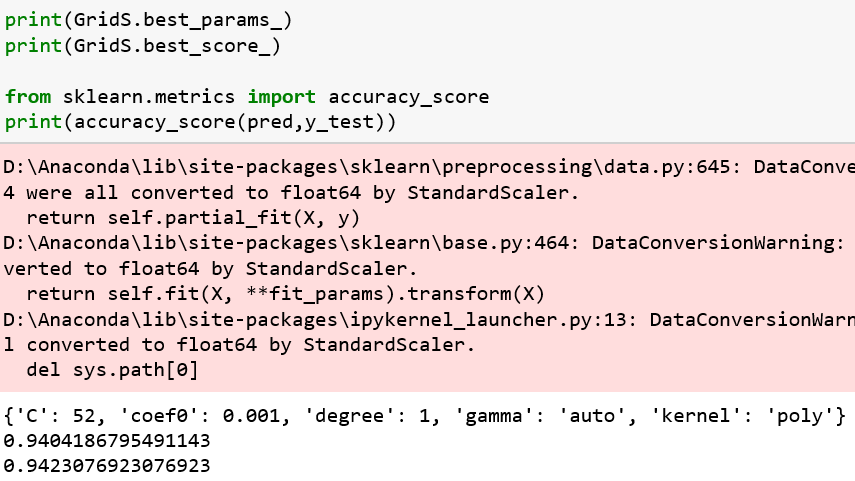 print(GridS.best_params_)
print(GridS.best_score_)
from sklearn.metrics import accuracy_score
print(accuracy_score(pred,y_test))
D:\Anaconda\lib\site-packages\sklearn\preprocessing\data.py:645: DataConve
4 were all converted to float64 by StandardScaler.
  return self.partial_fit(X, y)
D:\Anaconda\lib\site-packages\sklearn\base.py:464: DataConversionWarning:
verted to float64 by StandardScaler.
  return self.fit(X, **fit_params).transform(X)
D:\Anaconda\lib\site-packages\ipykernel_launcher.py:13: DataConversionWarn
l converted to float64 by StandardScaler.
  del sys.path[0]
{'C': 52, 'coef0': 0.001, 'degree': 1, 'gamma': 'auto', 'kernel': 'poly'}
0.9404186795491143
0.9423076923076923